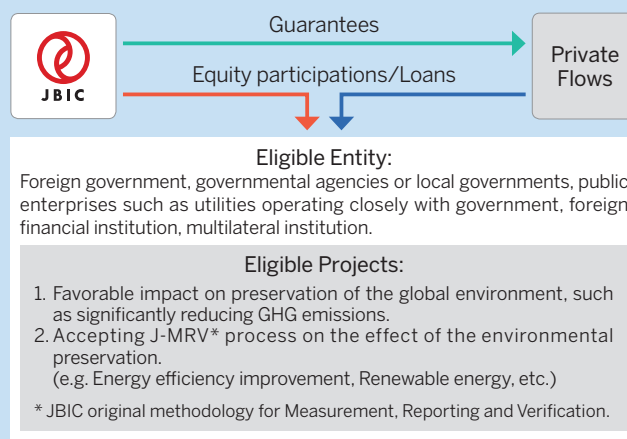 Guarantees
JBIC
Equity participations/Loans
Private
Flows
Eligible Entity:
Foreign government, governmental agencies or local governments, public
enterprises such as utilities operating closely with government, foreign
financial institution, multilateral institution.
Eligible Projects:
1. Favorable impact on preservation of the global environment, such
as significantly reducing GHG emissions.
2. Accepting J-MRV* process on the effect of the environmental
preservation.
(e.g. Energy efficiency improvement, Renewable energy, etc.)
* JBIC original methodology for Measurement, Reporting and Verification.